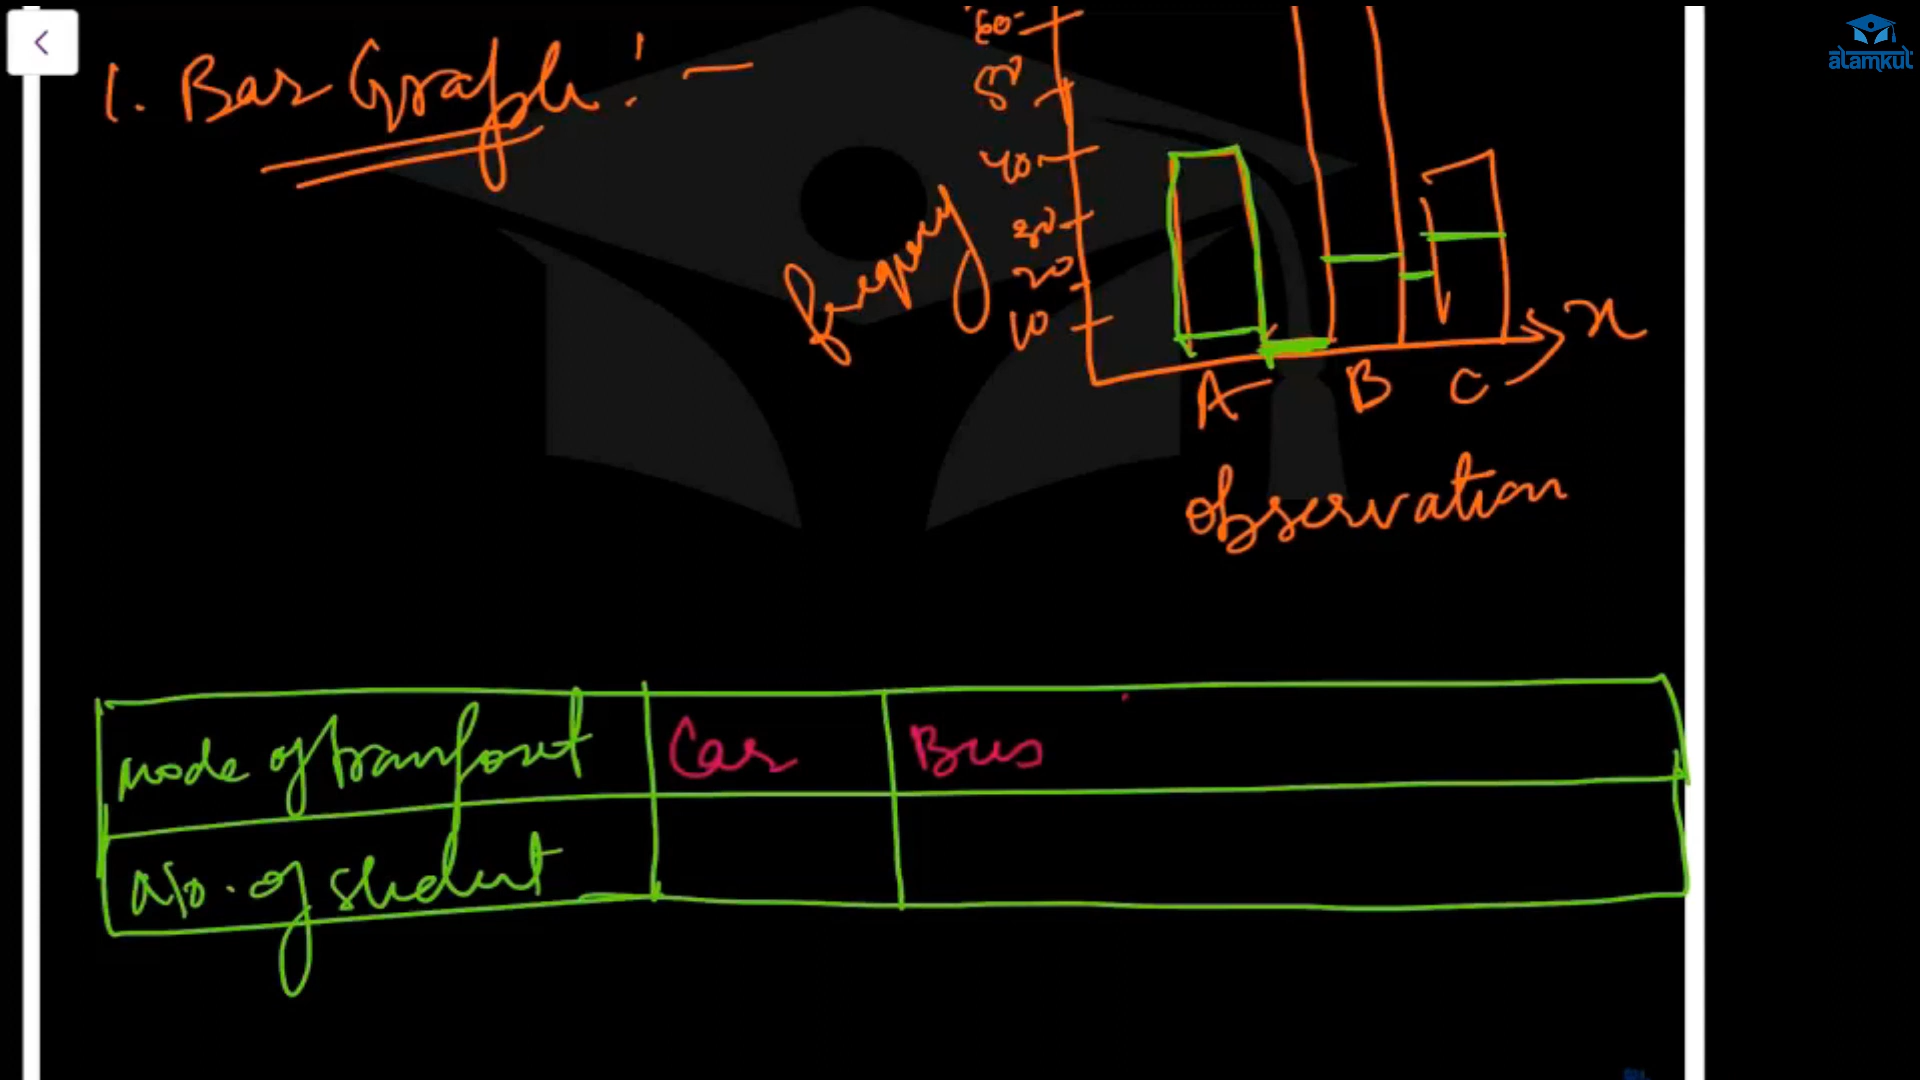 1. Bar Graph: -
60
50
40
30
20
10
frequency
x
A B C
observation
mode of transport Car Bus
No. of student
alamkut